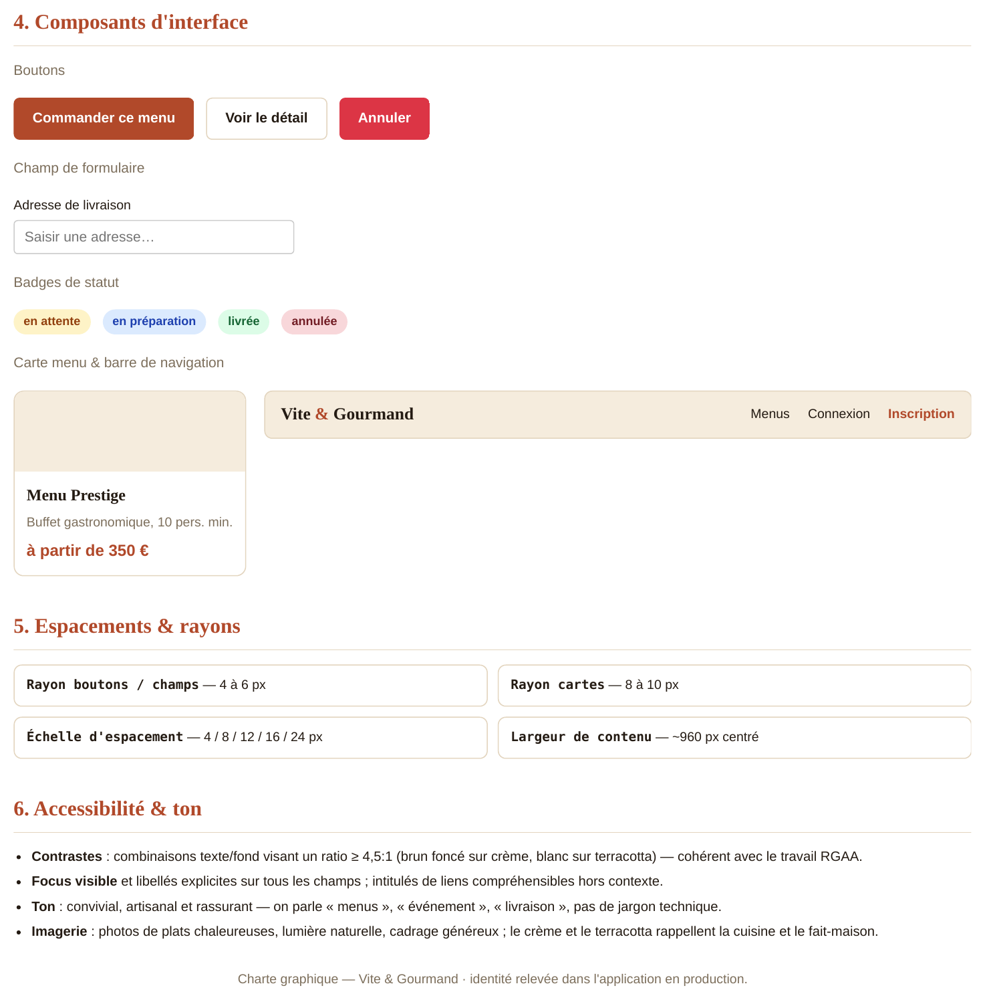 4. Composants d'interface
Boutons
Commander ce menu
Voir le détail
Annuler
Champ de formulaire
Adresse de livraison
Saisir une adresse…
Badges de statut
en attente
en préparation
livrée
annulée
Carte menu & barre de navigation
Vite & Gourmand
Menus
Connexion
Inscription
Menu Prestige
Buffet gastronomique, 10 pers. min.
à partir de 350 €
5. Espacements & rayons
Rayon boutons / champs — 4 à 6 px
Rayon cartes — 8 à 10 px
Échelle d'espacement — 4 / 8 / 12 / 16 / 24 px
Largeur de contenu — ~960 px centré
6. Accessibilité & ton
• Contrastes : combinaisons texte/fond visant un ratio ≥ 4,5:1 (brun foncé sur crème, blanc sur terracotta) — cohérent avec le travail RGAA.
• Focus visible et libellés explicites sur tous les champs ; intitulés de liens compréhensibles hors contexte.
• Ton : convivial, artisanal et rassurant — on parle « menus », « événement », « livraison », pas de jargon technique.
• Imagerie : photos de plats chaleureuses, lumière naturelle, cadrage généreux ; le crème et le terracotta rappellent la cuisine et le fait-maison.
Charte graphique — Vite & Gourmand · identité relevée dans l'application en production.